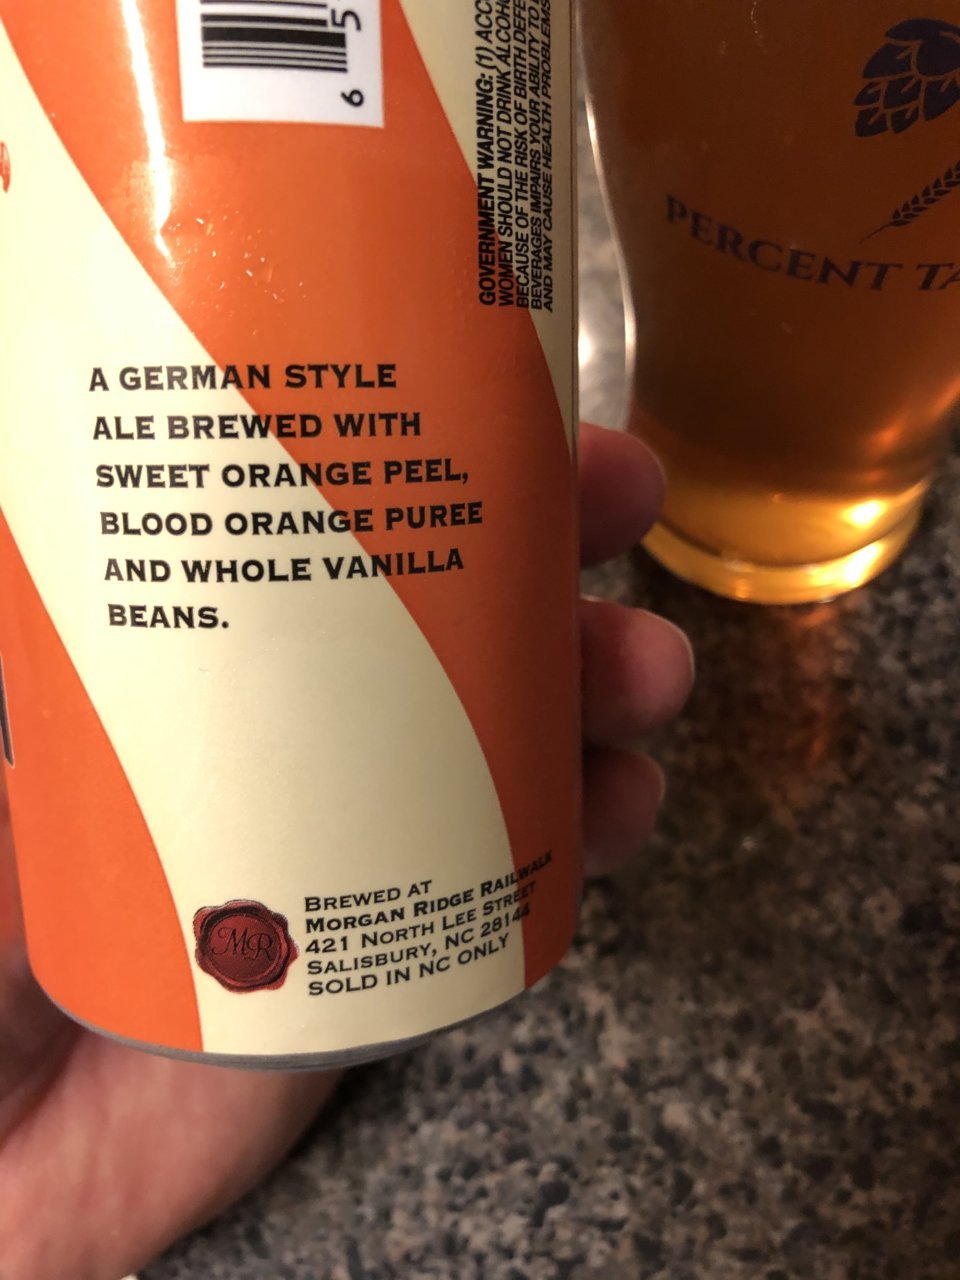 6 5
GOVERNMENT WARNING: (1) ACC
WOMEN SHOULD NOT DRINK ALCOHO
BECAUSE OF THE RISK OF BIRTH DEFE
BEVERAGES IMPAIRS YOUR ABILITY TO
AND MAY CAUSE HEALTH PROBLEMS
PERCENT TA
A GERMAN STYLE
ALE BREWED WITH
SWEET ORANGE PEEL,
BLOOD ORANGE PUREE
AND WHOLE VANILLA
BEANS.
MR
BREWED AT
MORGAN RIDGE RAILWALK
421 NORTH LEE STREET
SALISBURY, NC 28144
SOLD IN NC ONLY